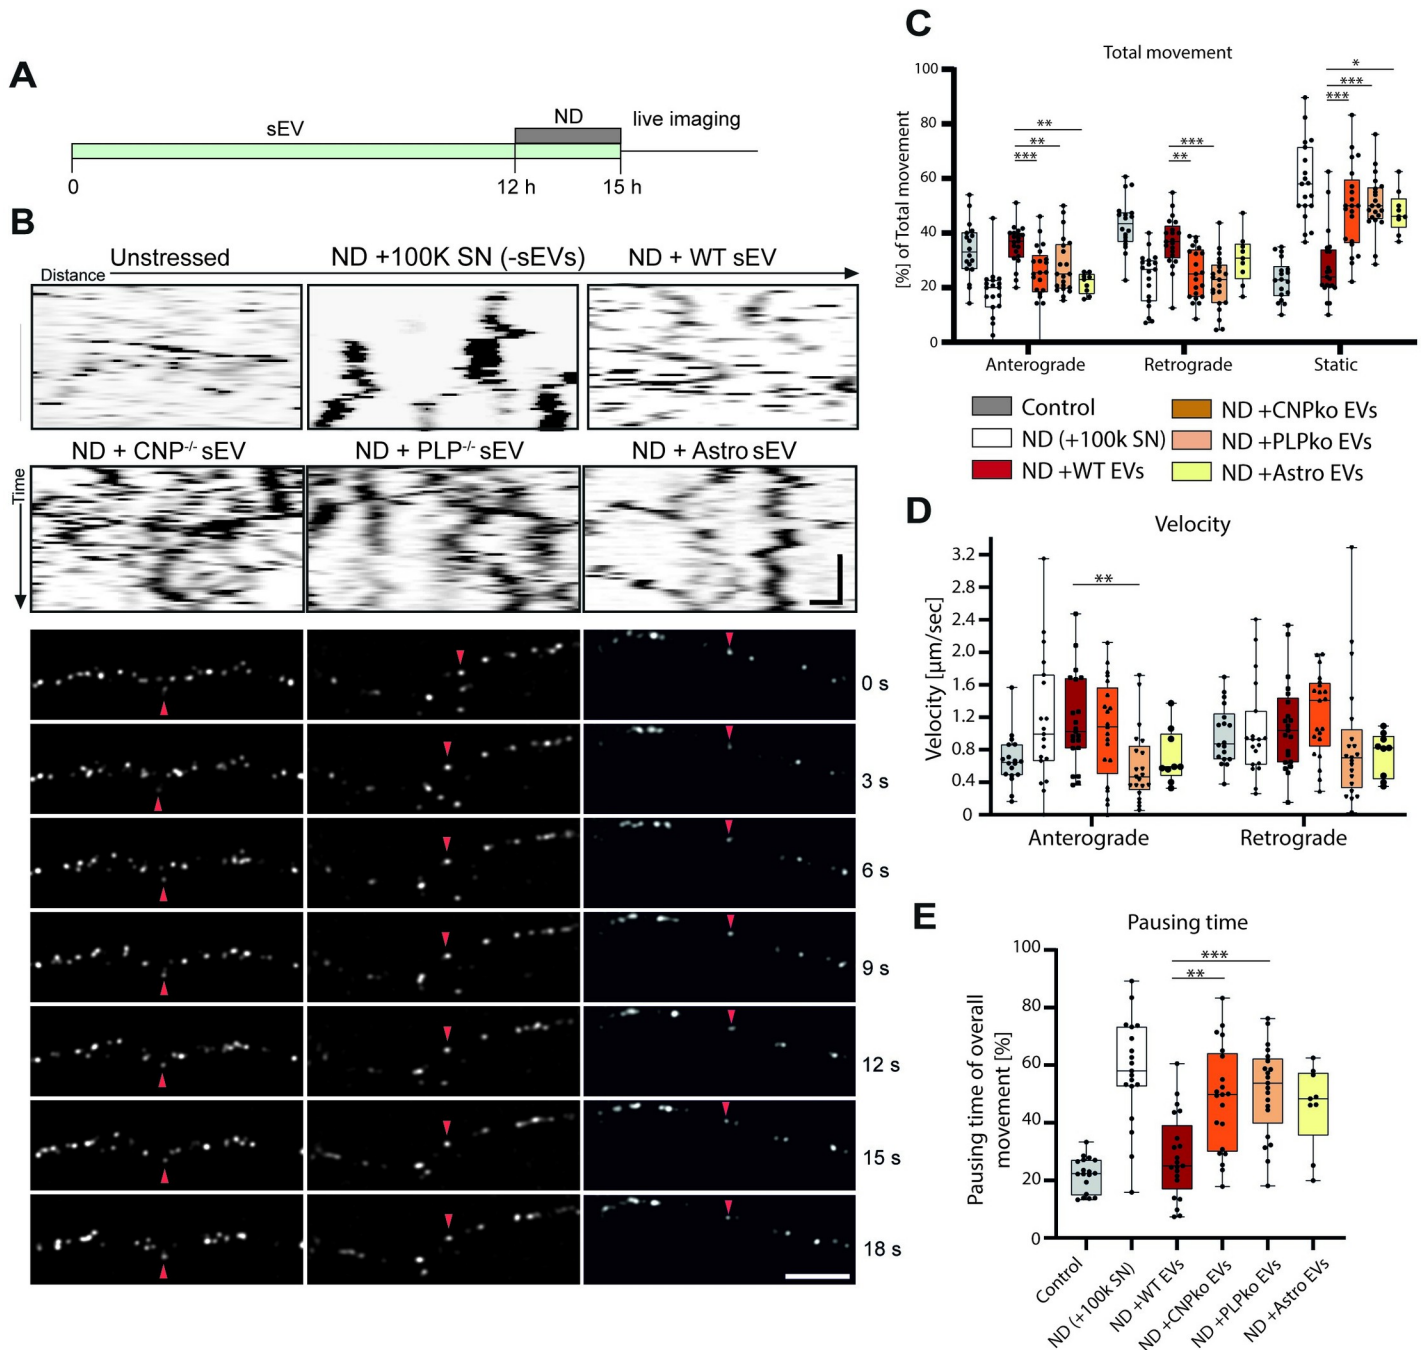 A
sEV
ND
live imaging
0
12 h
15 h
B
Unstressed
ND +100K SN (-sEVs)
ND + WT sEV
Distance
ND + CNP-/- sEV
ND + PLP-/- sEV
ND + Astro sEV
Time
0 s
3 s
6 s
9 s
12 s
15 s
18 s
C
Total movement
[%] of Total movement
100
80
60
40
20
0
***
**
**
**
***
***
***
*
Anterograde
Retrograde
Static
Control
ND (+100k SN)
ND +WT EVs
ND +CNPko EVs
ND +PLPko EVs
ND +Astro EVs
D
Velocity
Velocity [µm/sec]
3.2
2.8
2.4
2.0
1.6
1.2
0.8
0.4
0
**
Anterograde
Retrograde
E
Pausing time
Pausing time of overall
movement [%]
100
80
60
40
20
0
***
**
Control
ND (+100k SN)
ND +WT EVs
ND +CNPko EVs
ND +PLPko EVs
ND +Astro EVs